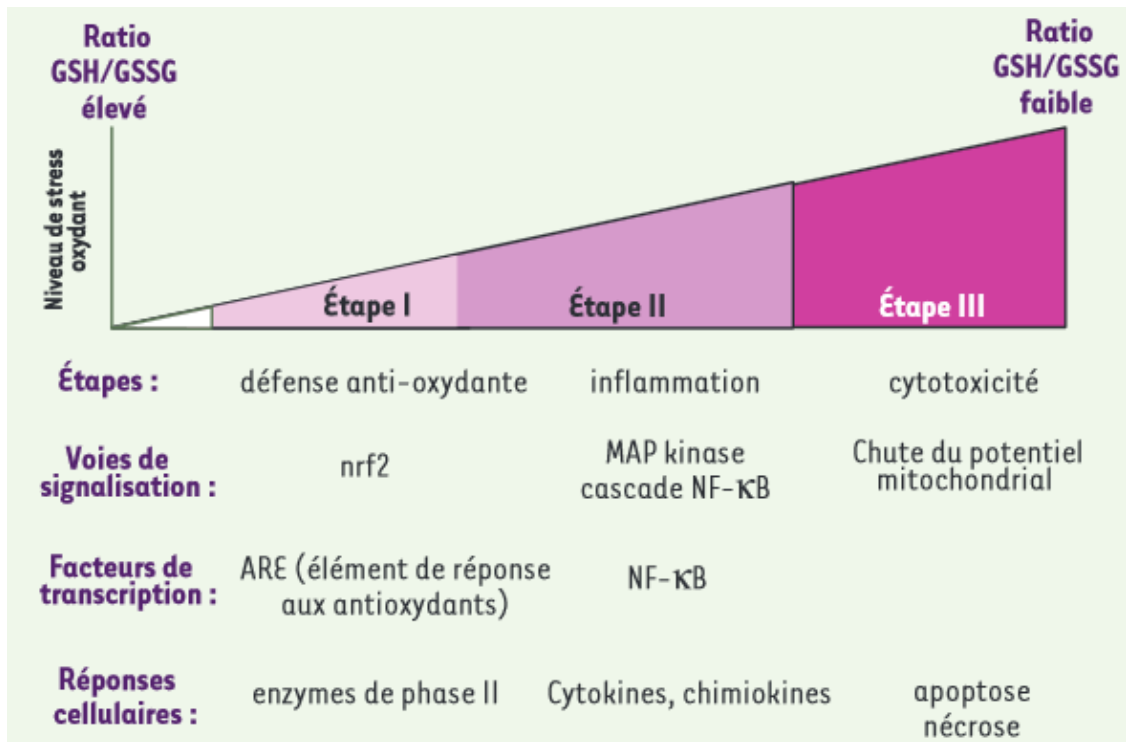 Ratio
GSH/GSSG
élevé
Ratio
GSH/GSSG
faible
Niveau de stress
oxydant
Étape I
Étape II
Étape III
Étapes :
défense anti-oxydante
inflammation
cytotoxicité
Voies de
signalisation :
nrf2
MAP kinase
cascade NF-κB
Chute du potentiel
mitochondrial
Facteurs de
transcription :
ARE (élément de réponse
aux antioxydants)
NF-κB
Réponses
cellulaires :
enzymes de phase II
Cytokines, chimiokines
apoptose
nécrose